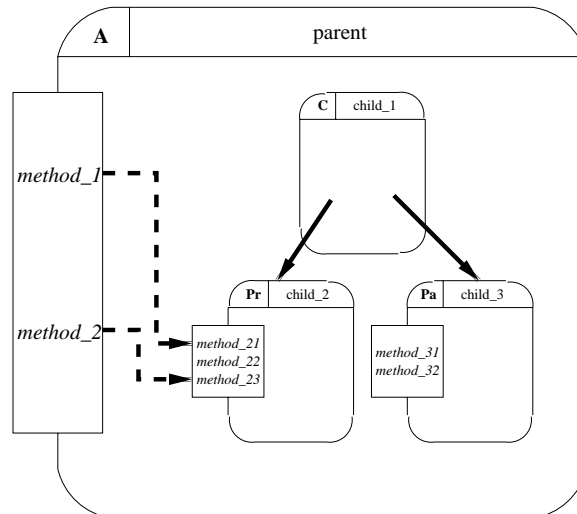 A parent
C child_1
method_1
Pr child_2
Pa child_3
method_2
method_21
method_22
method_23
method_31
method_32